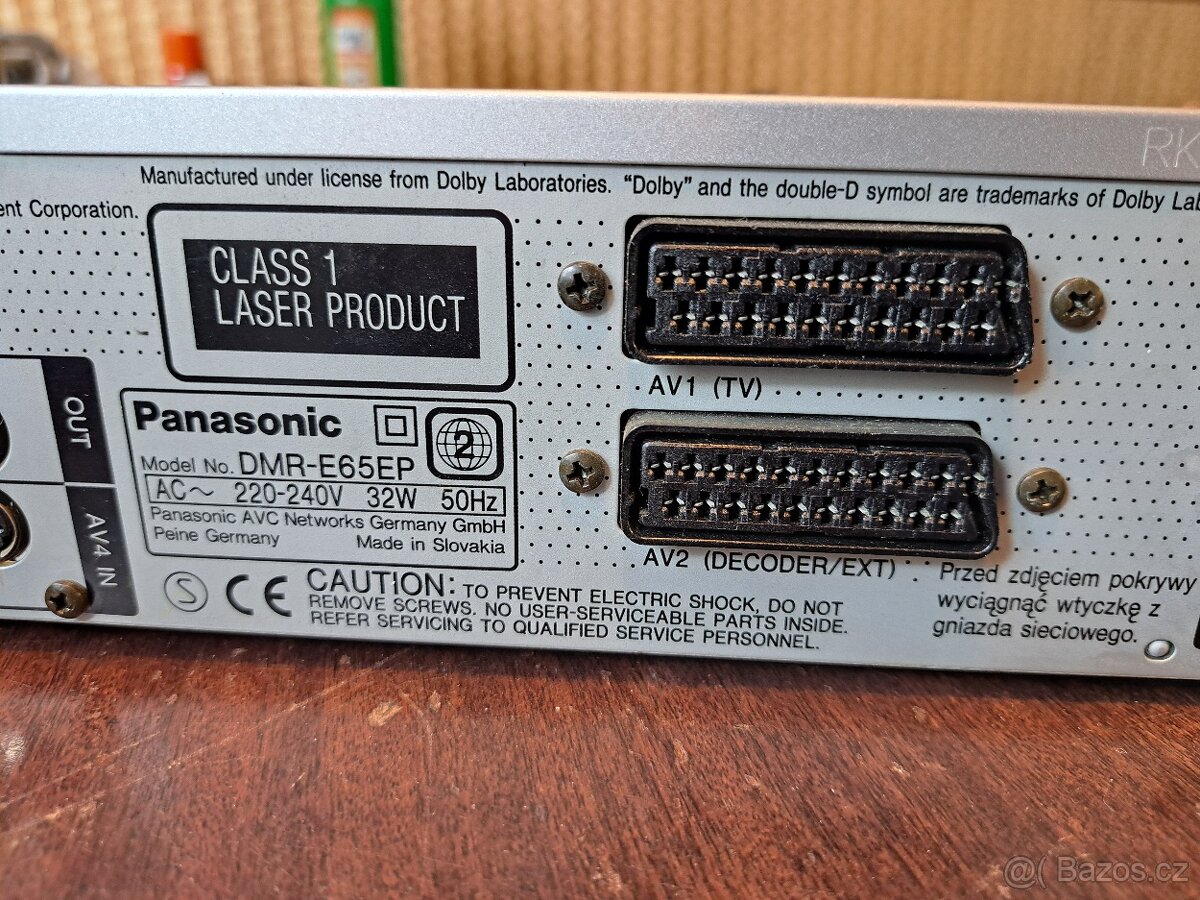 RK
Manufactured under license from Dolby Laboratories. “Dolby” and the double-D symbol are trademarks of Dolby Lab
ent Corporation.
CLASS 1
LASER PRODUCT
AV1 (TV)
OUT
AV4 IN
Panasonic
2
Model No. DMR-E65EP
AC~ 220-240V 32W 50Hz
Panasonic AVC Networks Germany GmbH
Peine Germany Made in Slovakia
AV2 (DECODER/EXT)
S CE
CAUTION: TO PREVENT ELECTRIC SHOCK, DO NOT
REMOVE SCREWS. NO USER-SERVICEABLE PARTS INSIDE.
REFER SERVICING TO QUALIFIED SERVICE PERSONNEL.
Przed zdjęciem pokrywy
wyciągnąć wtyczkę z
gniazda sieciowego.
@( Bazos.cz